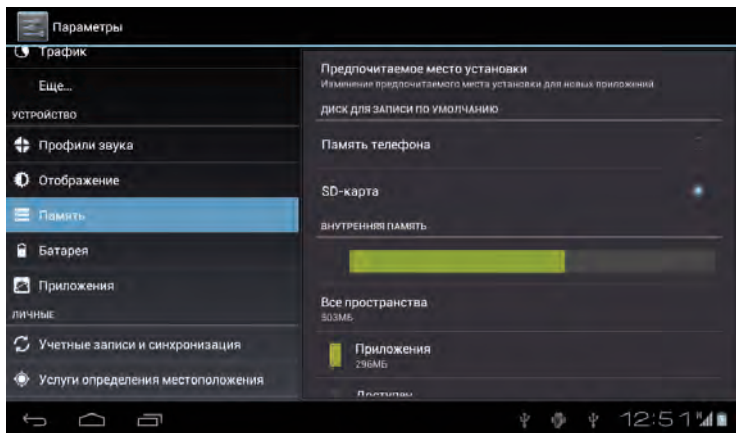 Параметры
Трафик
Еще...
УСТРОЙСТВО
Профили звука
Отображение
Память
Батарея
Приложения
ЛИЧНЫЕ
Учетные записи и синхронизация
Услуги определения местоположения
Предпочитаемое место установки
Изменение предпочитаемого места установки для новых приложений
ДИСК ДЛЯ ЗАПИСИ ПО УМОЛЧАНИЮ
Память телефона
SD-карта
ВНУТРЕННЯЯ ПАМЯТЬ
Все пространства
503МБ
Приложения
296МБ
Доступен
12:51